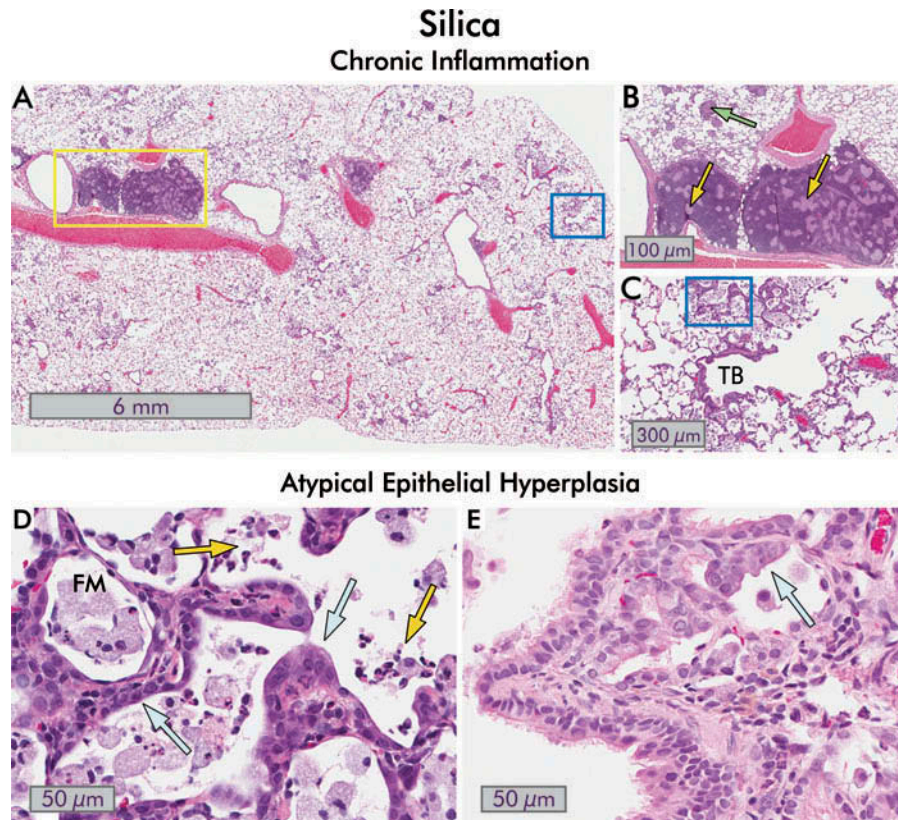 Silica
Chronic Inflammation
A
B
6 mm
100 μm
C
TB
300 μm
Atypical Epithelial Hyperplasia
D
E
FM
50 μm
50 μm